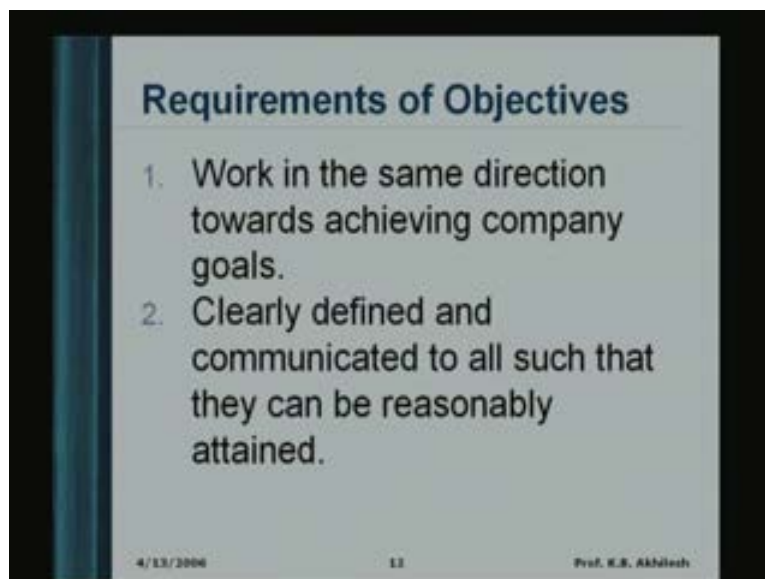 Requirements of Objectives
1. Work in the same direction
towards achieving company
goals.
2. Clearly defined and
communicated to all such that
they can be reasonably
attained.
4/13/2006 11 Prof. K.B. Akhilesh